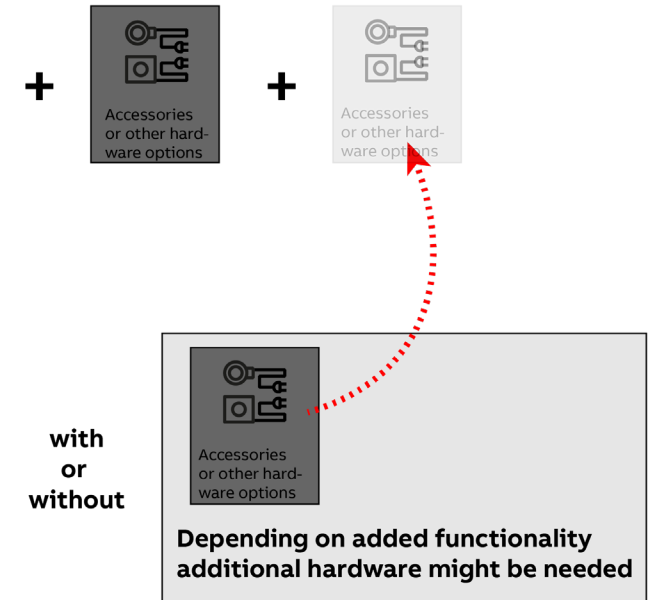 +
Accessories
or other hard-
ware options
+
Accessories
or other hard-
ware options
with
or
without
Accessories
or other hard-
ware options
Depending on added functionality
additional hardware might be needed